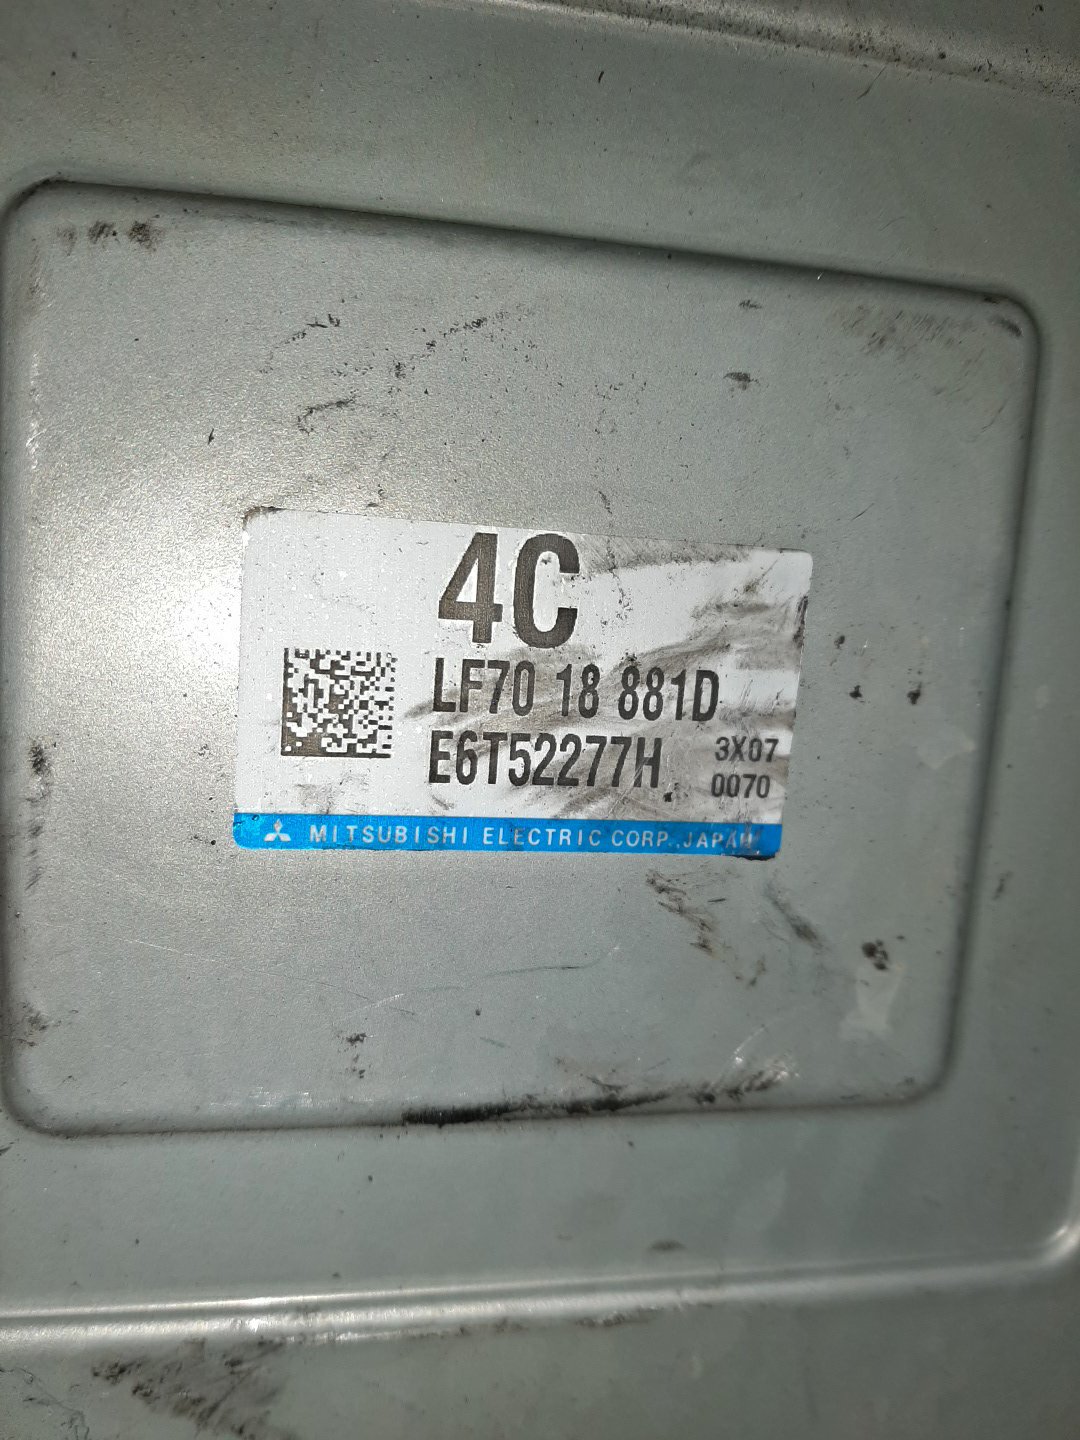 4C
LF70 18 881D
E6T52277H 3X07
0070
MITSUBISHI ELECTRIC CORP.,JAPAN